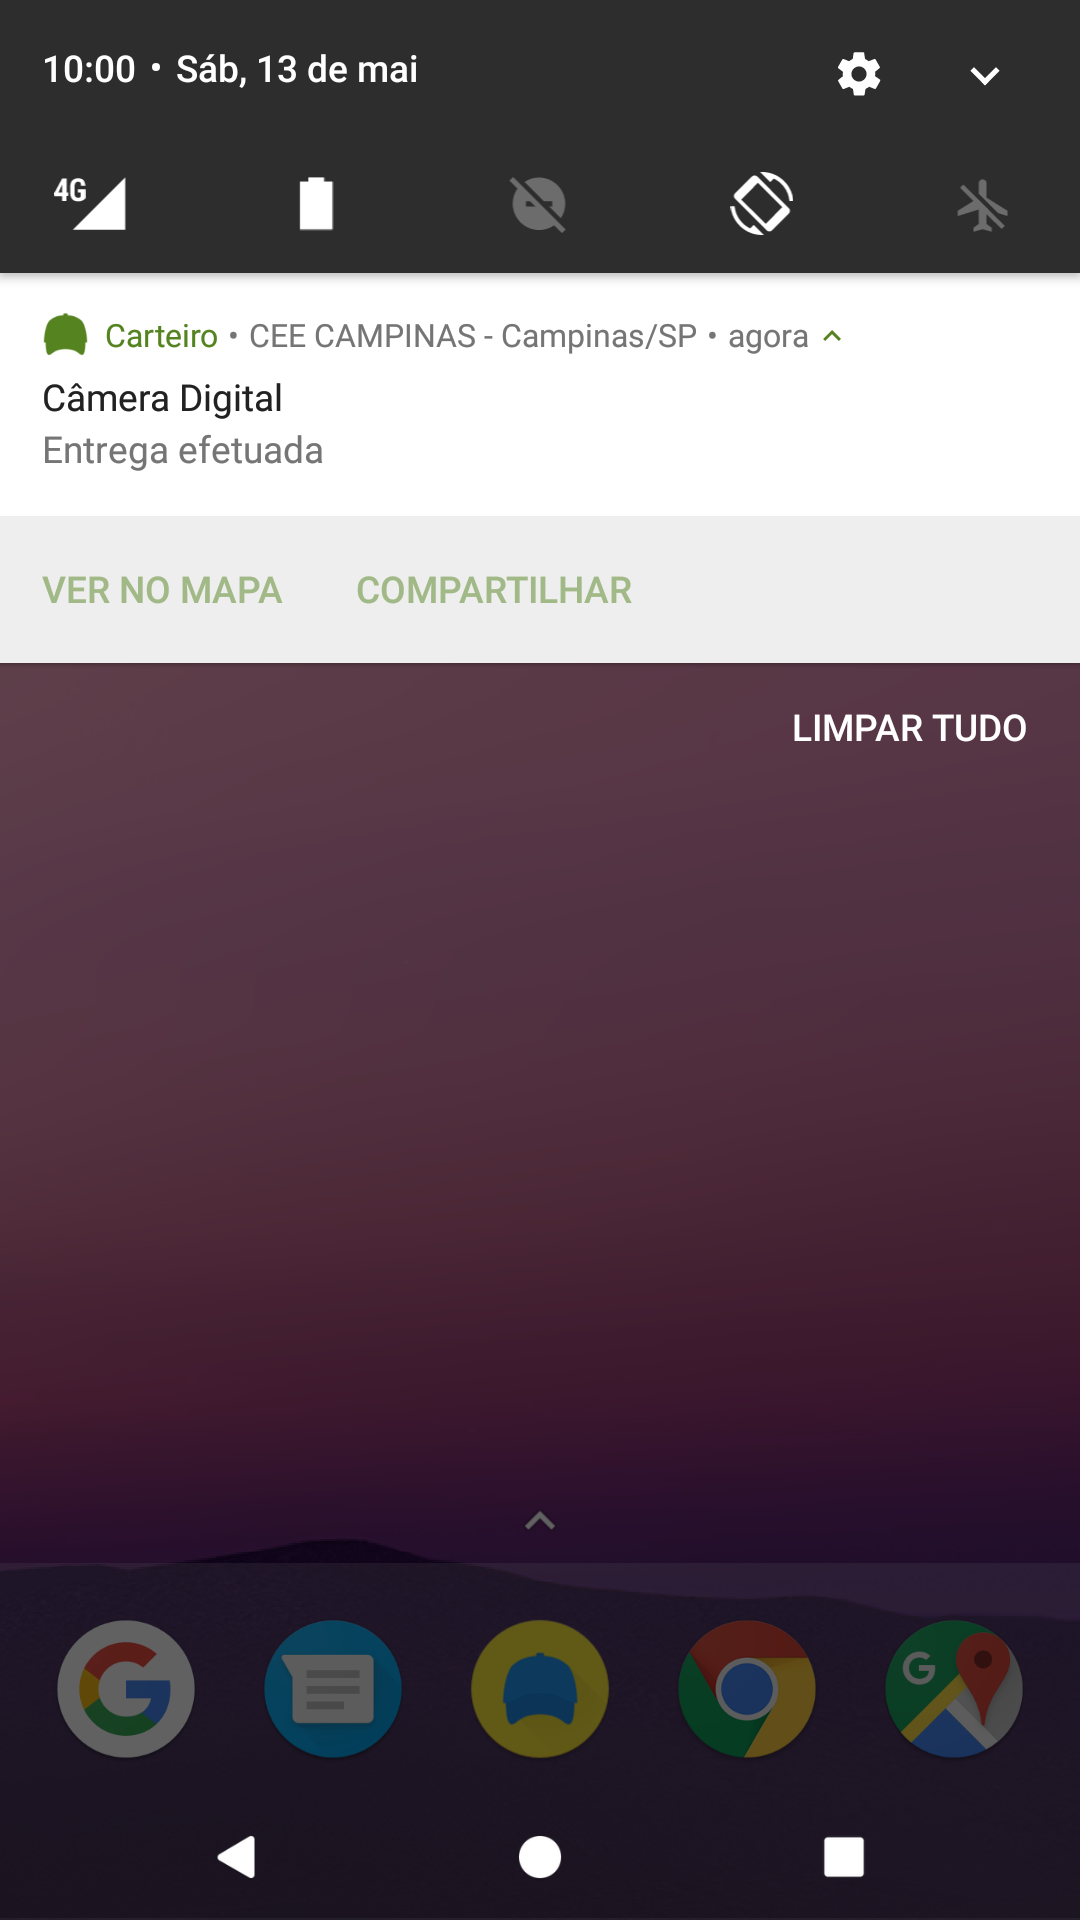 10:00 • Sáb, 13 de mai
4G
Carteiro • CEE CAMPINAS - Campinas/SP • agora
Câmera Digital
Entrega efetuada
VER NO MAPA COMPARTILHAR
LIMPAR TUDO
G G